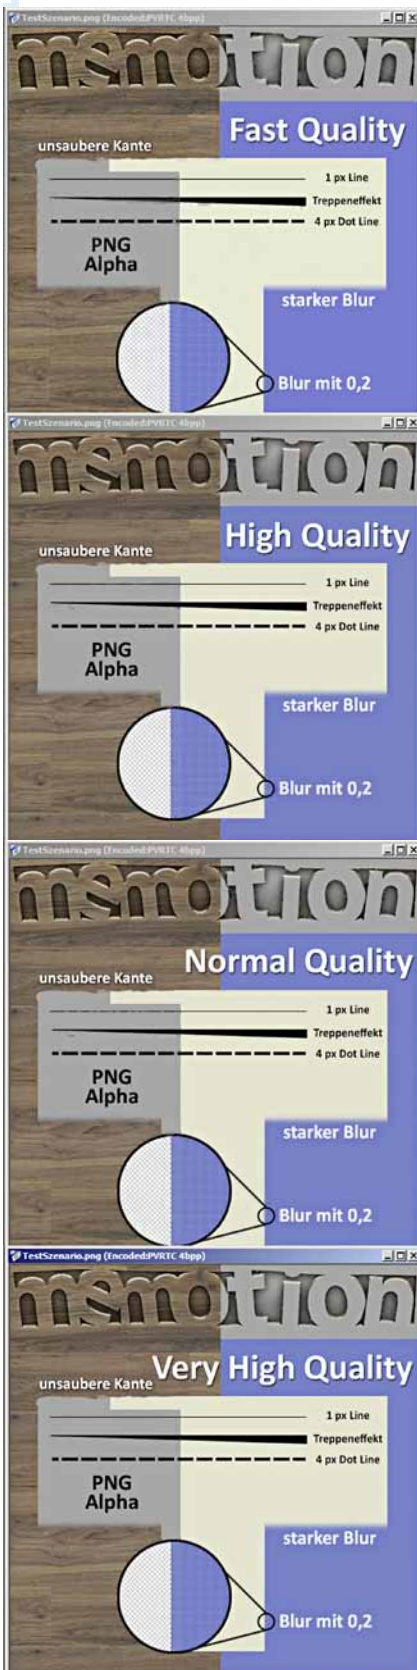 TestSzenario.png (Encoded:PVRTC 4bpp)
memotion
Fast Quality
unsaubere Kante
1 px Line
Treppeneffekt
4 px Dot Line
PNG
Alpha
starker Blur
Blur mit 0,2
TestSzenario.png (Encoded:PVRTC 4bpp)
memotion
High Quality
unsaubere Kante
1 px Line
Treppeneffekt
4 px Dot Line
PNG
Alpha
starker Blur
Blur mit 0,2
TestSzenario.png (Encoded:PVRTC 4bpp)
memotion
Normal Quality
unsaubere Kante
1 px Line
Treppeneffekt
4 px Dot Line
PNG
Alpha
starker Blur
Blur mit 0,2
TestSzenario.png (Encoded:PVRTC 4bpp)
memotion
Very High Quality
unsaubere Kante
1 px Line
Treppeneffekt
4 px Dot Line
PNG
Alpha
starker Blur
Blur mit 0,2